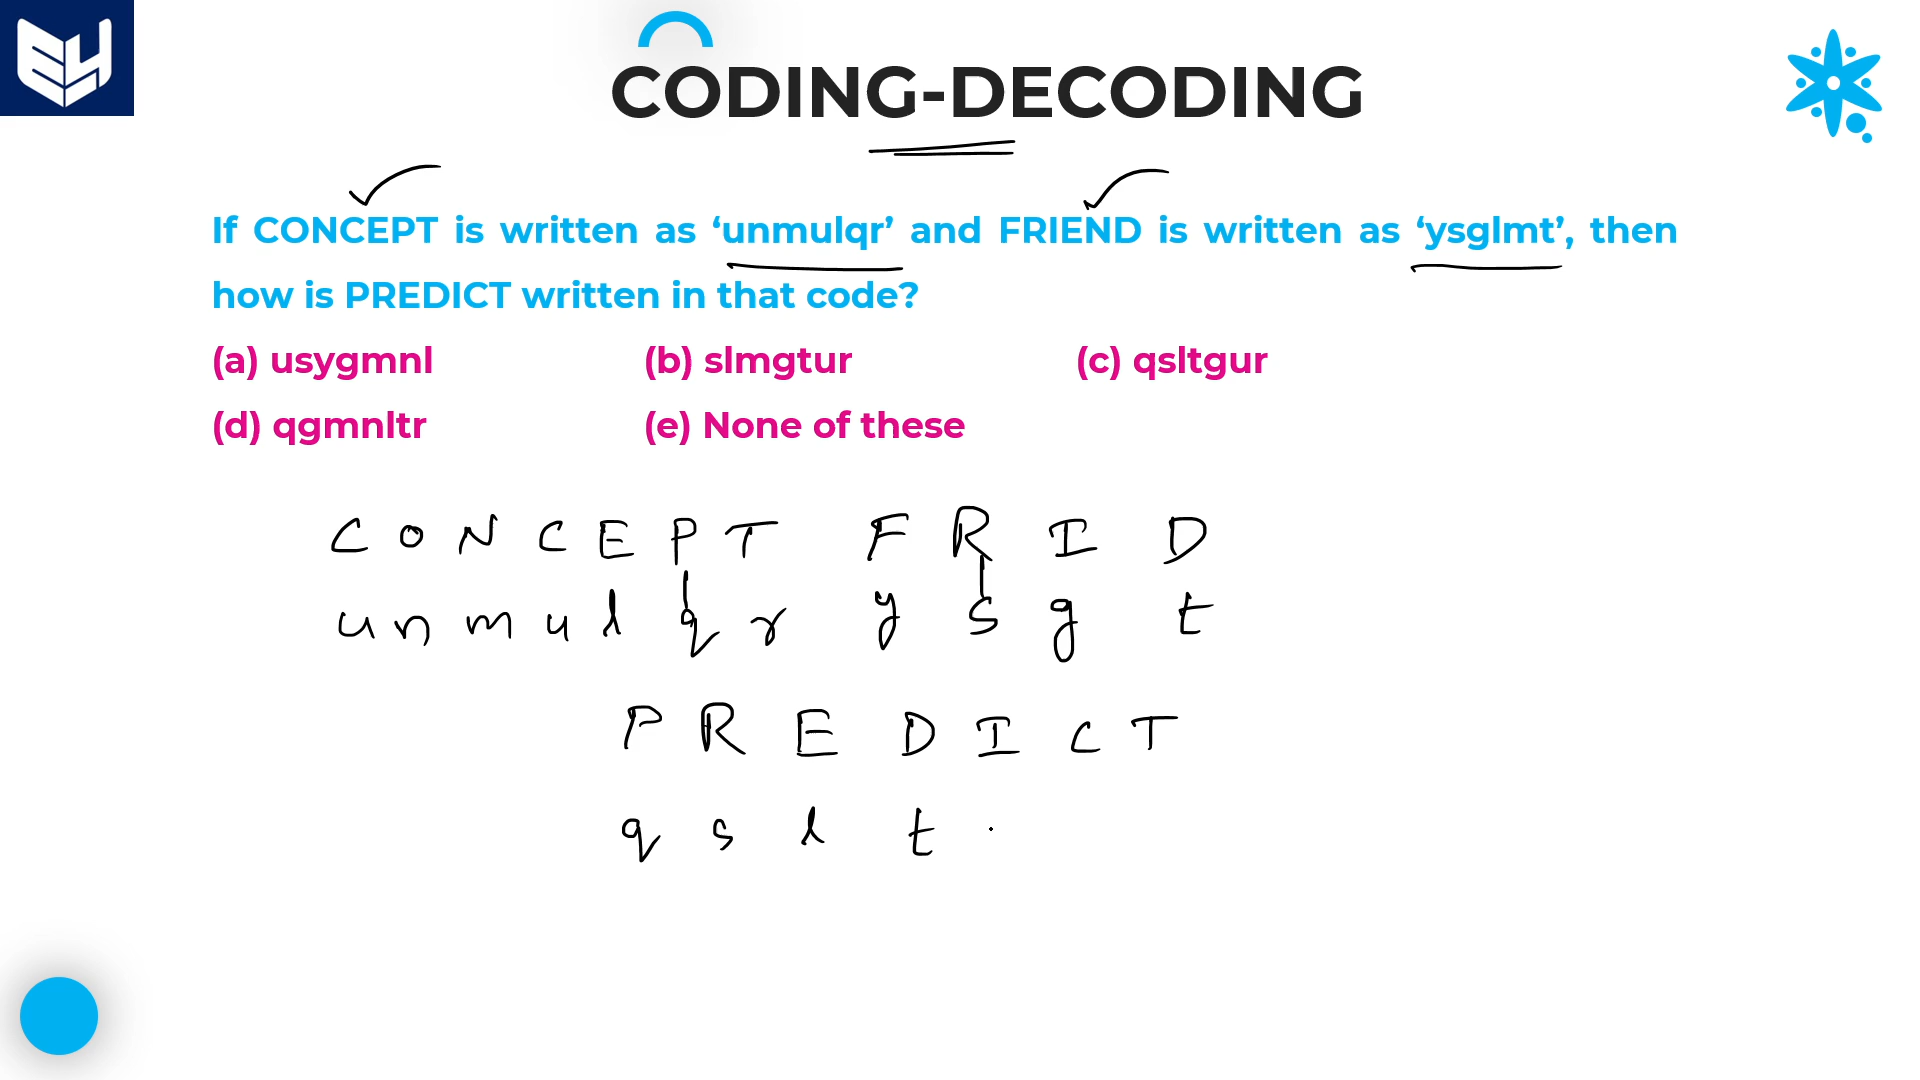 CODING-DECODING
If CONCEPT is written as ‘unmulqr’ and FRIEND is written as ‘ysglmt’, then
how is PREDICT written in that code?
(a) usygmnl (b) slmgtur (c) qsltgur
(d) qgmnltr (e) None of these
C O N C E P T F R I D
u n m u l q r y s g t
P R E D I C T
q s l t